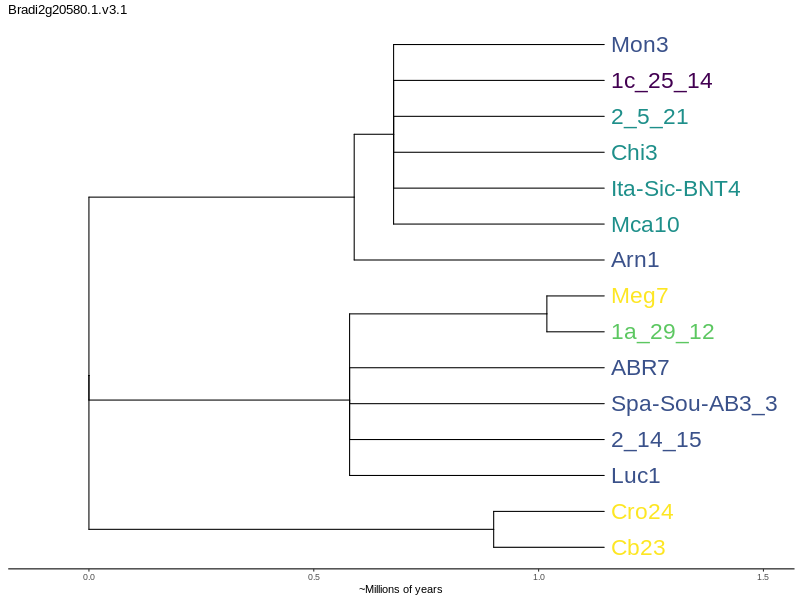 Bradi2g20580.1.v3.1
Mon3
1c_25_14
2_5_21
Chi3
Ita-Sic-BNT4
Mca10
Arn1
Meg7
1a_29_12
ABR7
Spa-Sou-AB3_3
2_14_15
Luc1
Cro24
Cb23
0.0 0.5 1.0 1.5
~Millions of years